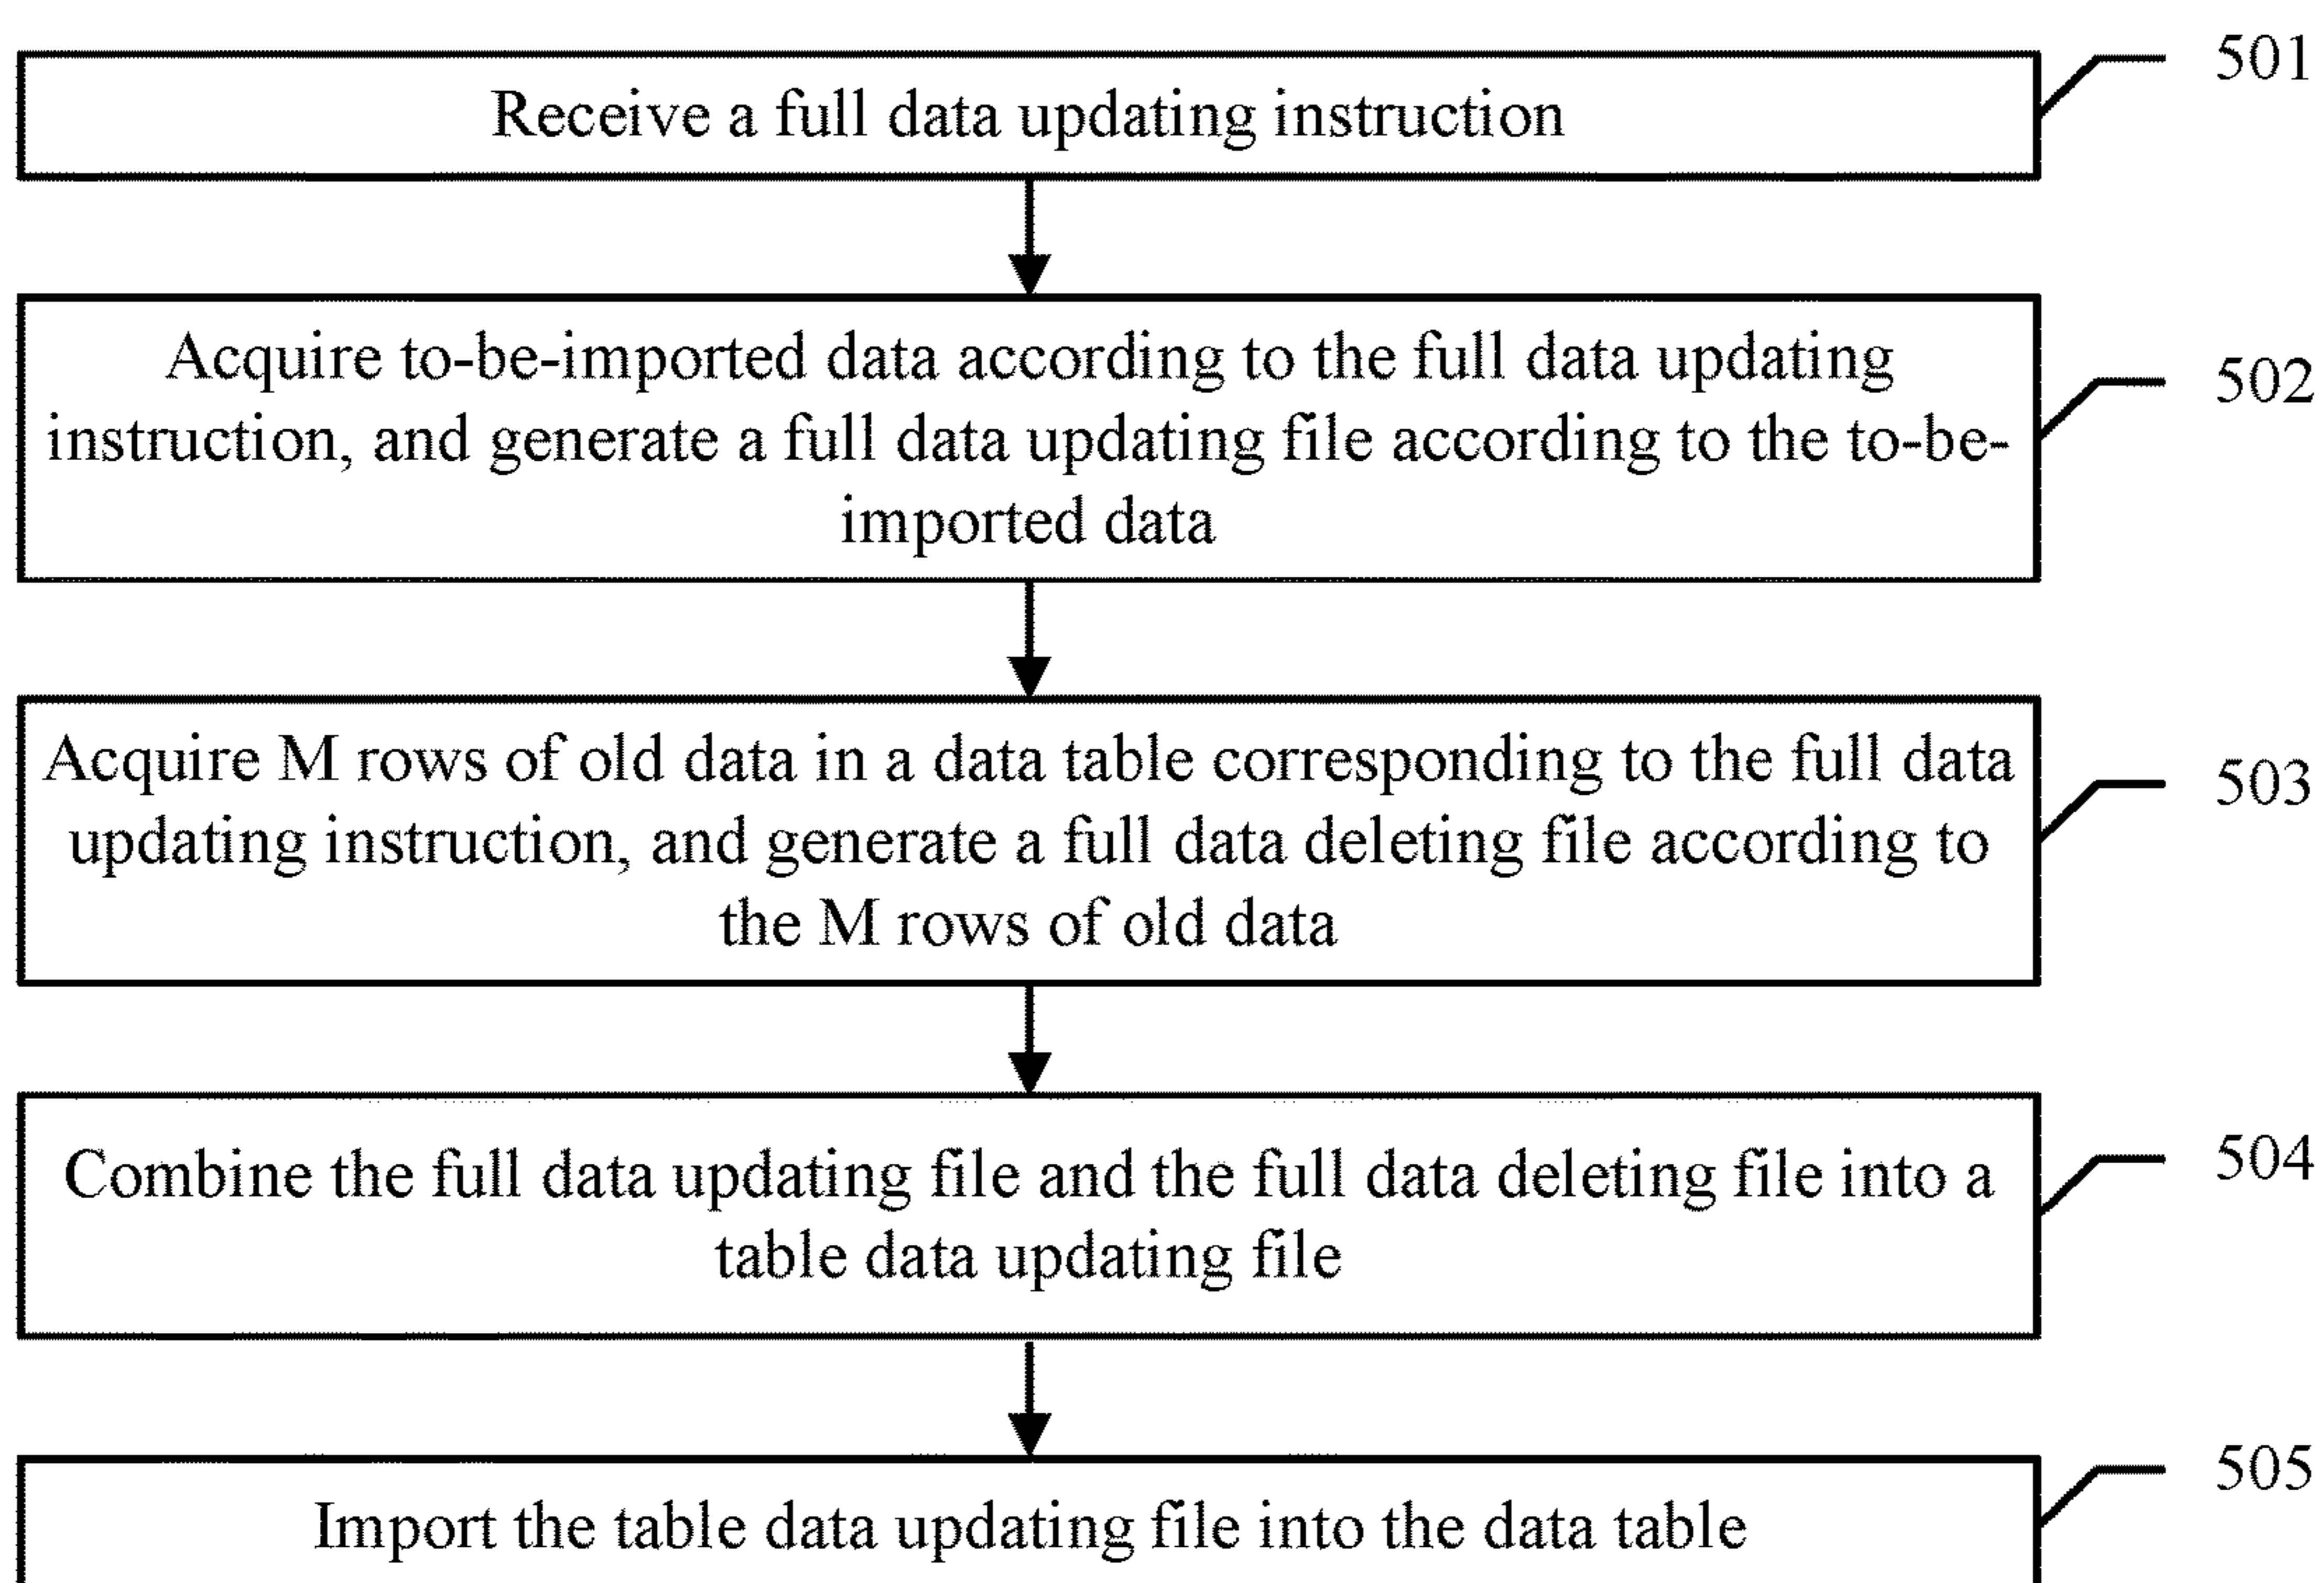 501
Receive a full data updating instruction
502
Acquire to-be-imported data according to the full data updating
instruction, and generate a full data updating file according to the to-be-
imported data
503
Acquire M rows of old data in a data table corresponding to the full data
updating instruction, and generate a full data deleting file according to
the M rows of old data
504
Combine the full data updating file and the full data deleting file into a
table data updating file
505
Import the table data updating file into the data table